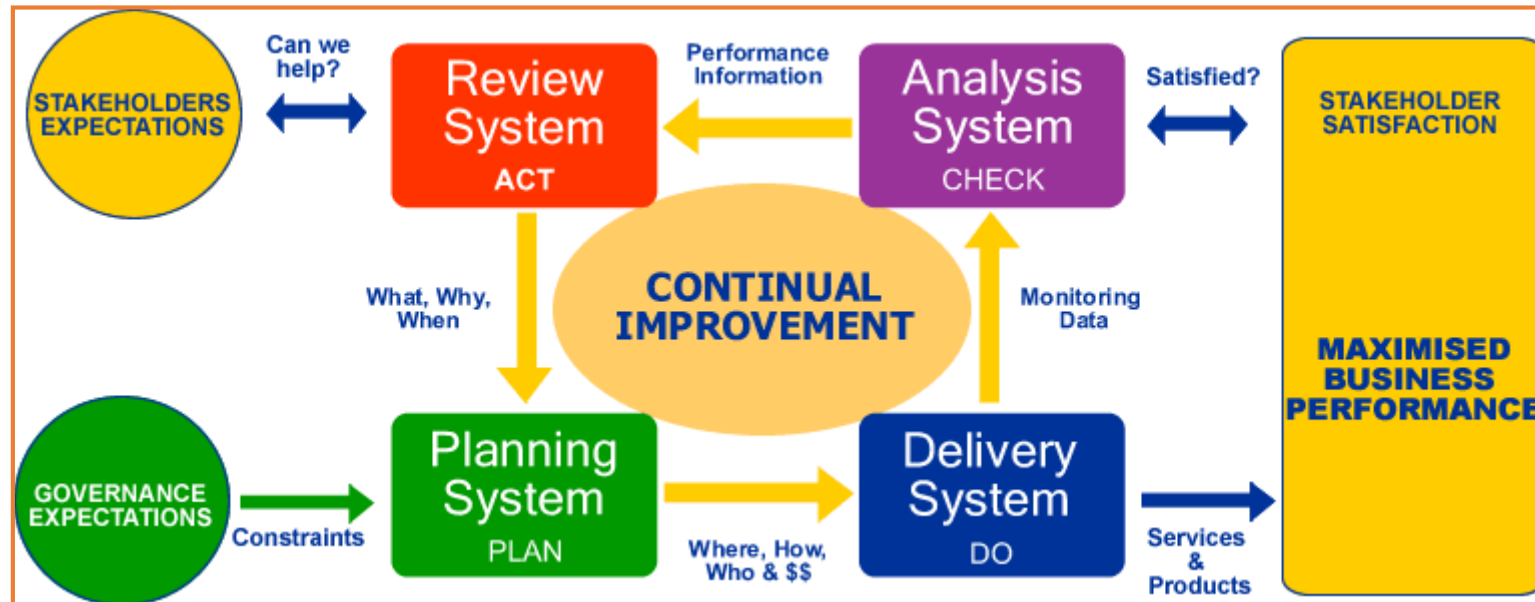 Can we
help?
STAKEHOLDERS
EXPECTATIONS
Review
System
ACT
Performance
Information
Analysis
System
CHECK
Satisfied?
STAKEHOLDER
SATISFACTION
What, Why,
When
CONTINUAL
IMPROVEMENT
Monitoring
Data
MAXIMISED
BUSINESS
PERFORMANCE
GOVERNANCE
EXPECTATIONS
Constraints
Planning
System
PLAN
Where, How,
Who & $$
Delivery
System
DO
Services
&
Products